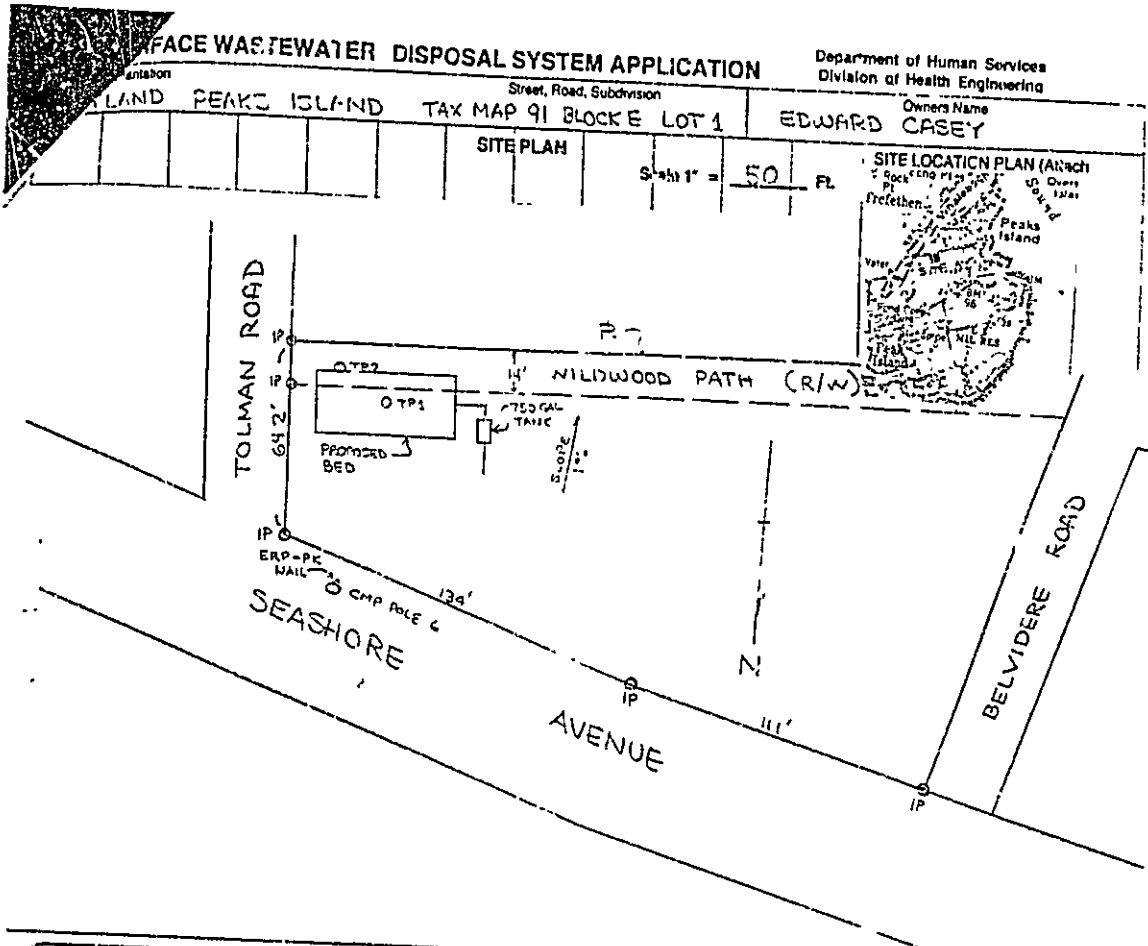 FACE WASTEWATER DISPOSAL SYSTEM APPLICATION
Department of Human Services
Division of Health Engineering
Street, Road, Subdivision
Owners Name
LAND PEAKS ISLAND
TAX MAP 91 BLOCK E LOT 1
EDWARD CASEY
SITE PLAN
1" = 50 Ft.
SITE LOCATION PLAN (Attach
Peaks
Island
TOLMAN ROAD
IP
14'
WILDWOOD PATH (R/W)
IP
TP2
TP1
750 GAL
TANK
PROPOSED
BED
SLOPE
IP
ERP-PK
NAIL
CMP POLE 6
134'
SEASHORE
AVENUE
N
IP
111'
BELVIDERE ROAD
IP